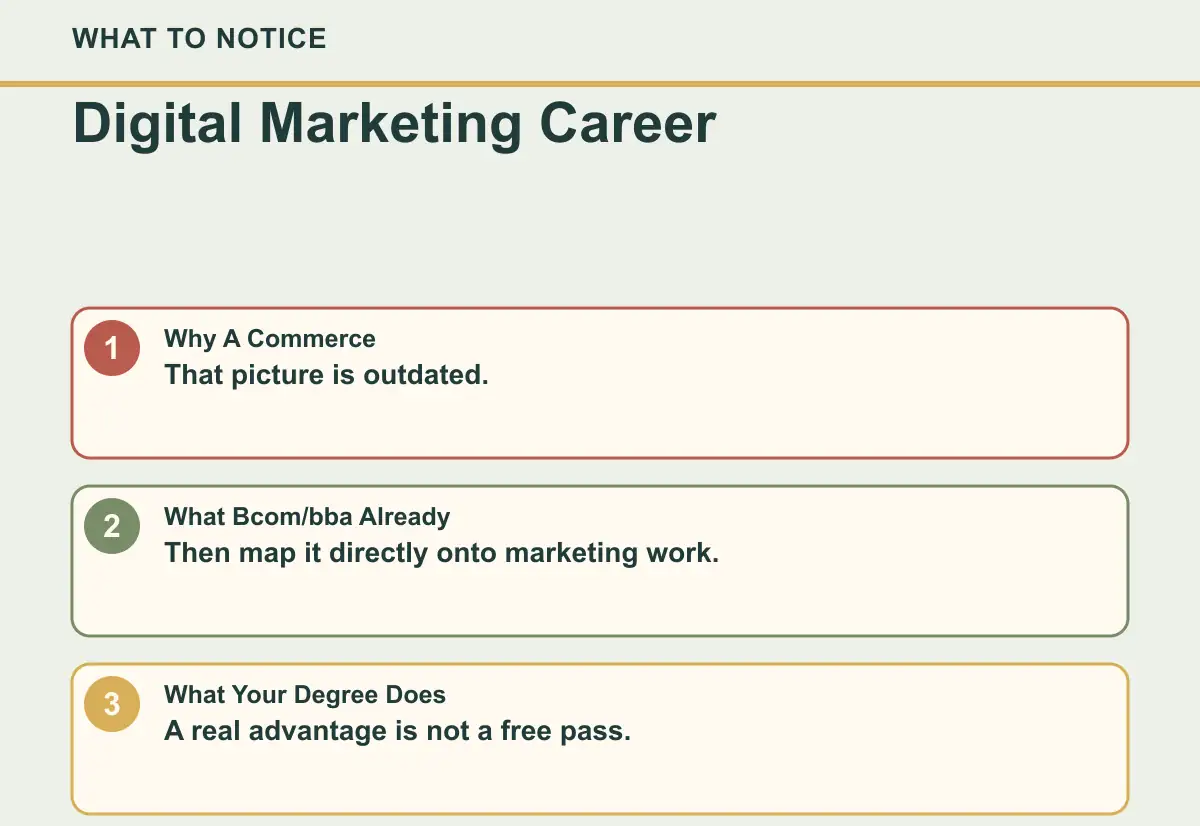 WHAT TO NOTICE
Digital Marketing Career
1
Why A Commerce
That picture is outdated.
2
What Bcom/bba Already
Then map it directly onto marketing work.
3
What Your Degree Does
A real advantage is not a free pass.